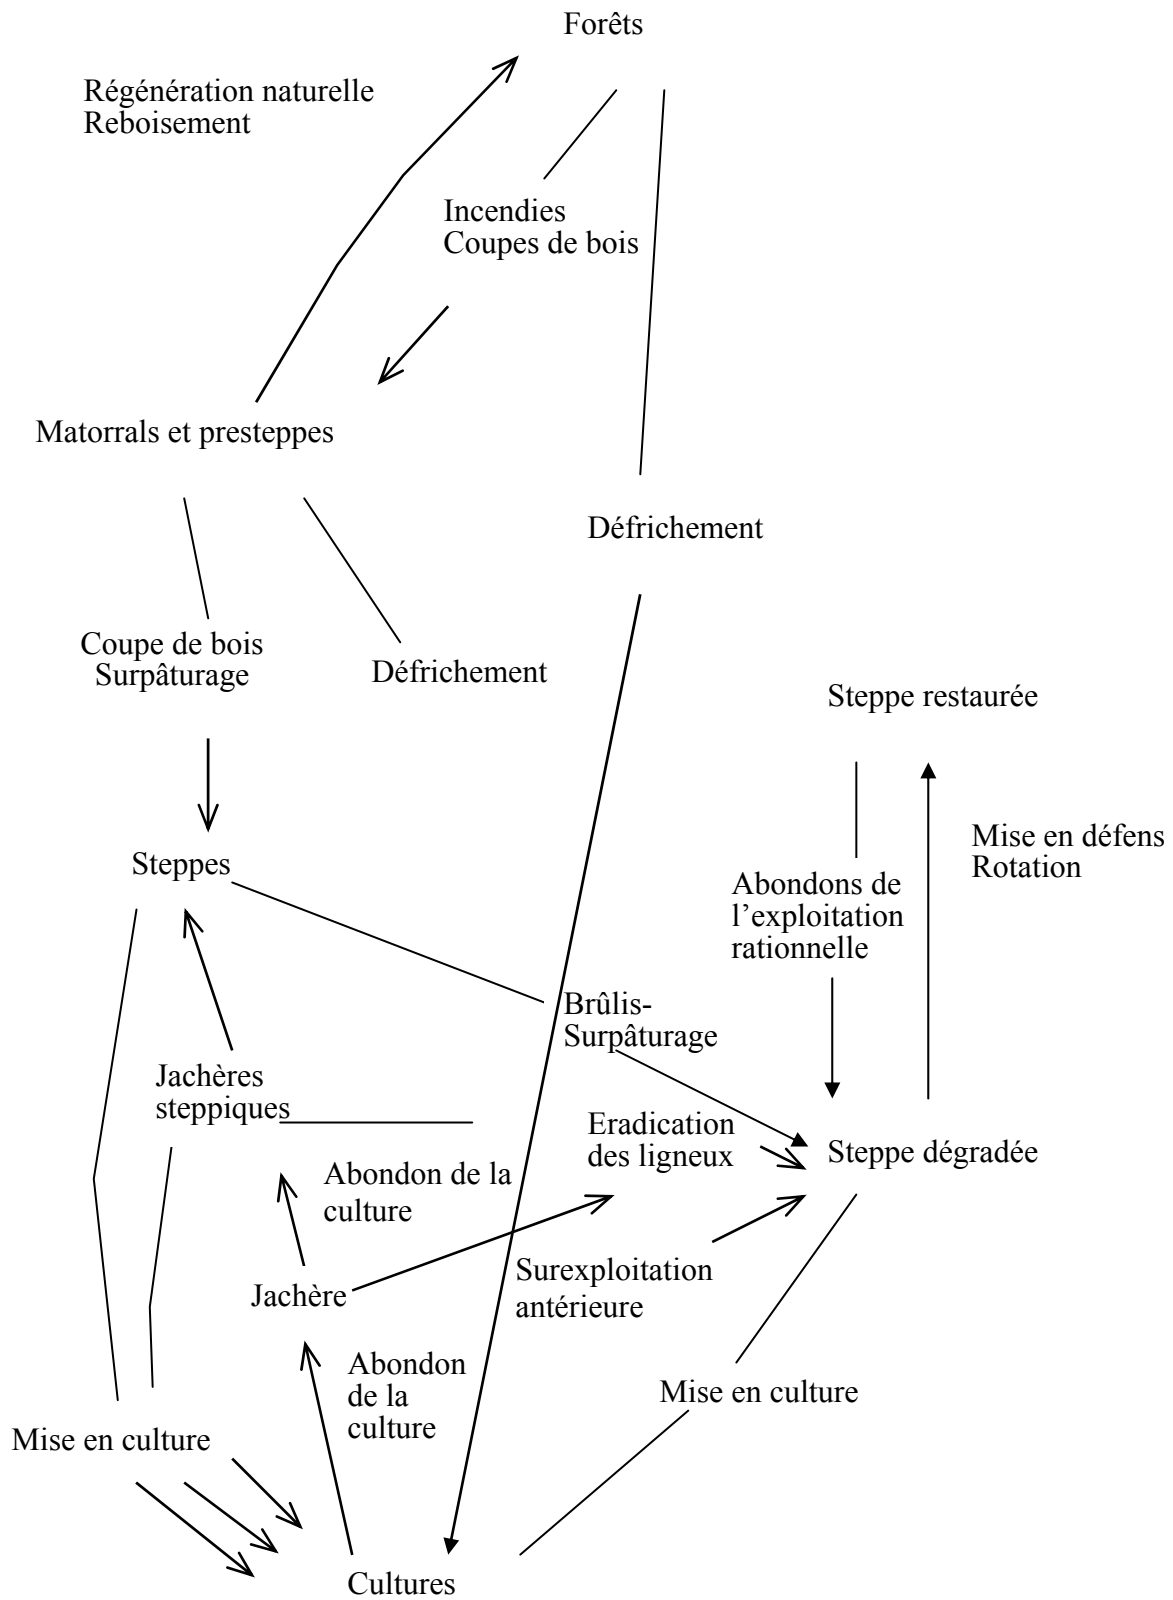 Forêts
Régénération naturelle
Reboisement
Incendies
Coupes de bois
Matorrals et presteppes
Défrichement
Coupe de bois
Surpâturage
Défrichement
Steppe restaurée
Mise en défens
Rotation
Steppes
Abondons de
l’exploitation
rationnelle
Brûlis-
Surpâturage
Jachères
steppiques
Eradication
des ligneux
Steppe dégradée
Abondon de la
culture
Surexploitation
antérieure
Jachère
Abondon
de la
culture
Mise en culture
Mise en culture
Cultures